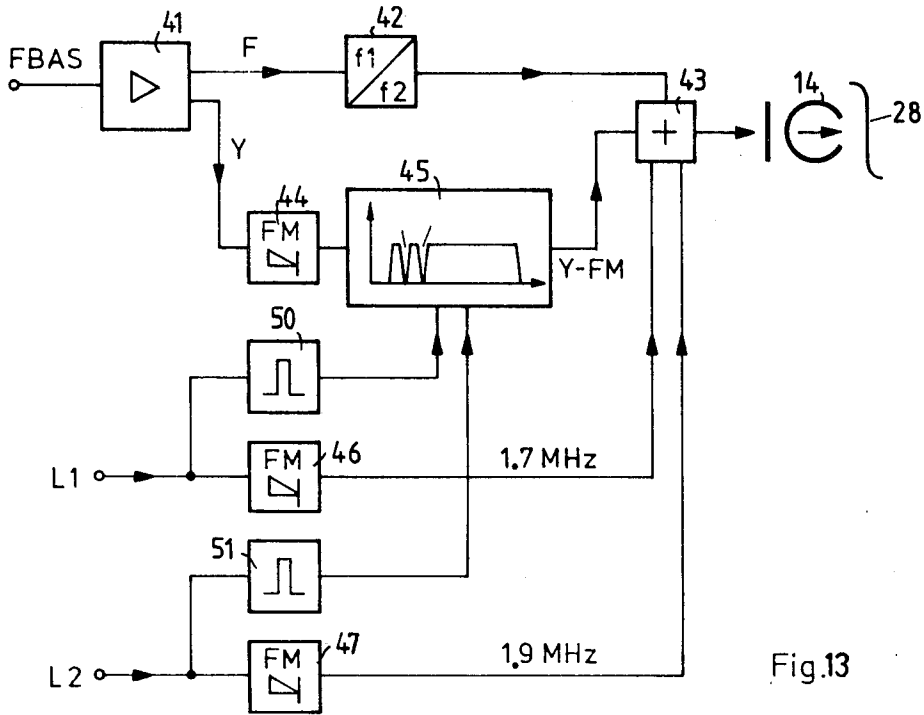 41
42
FBAS
F
f1
f2
43
14
28
Y
44
FM
45
Y-FM
50
L1
FM
46
1.7 MHz
51
L2
FM
47
1.9 MHz
Fig.13